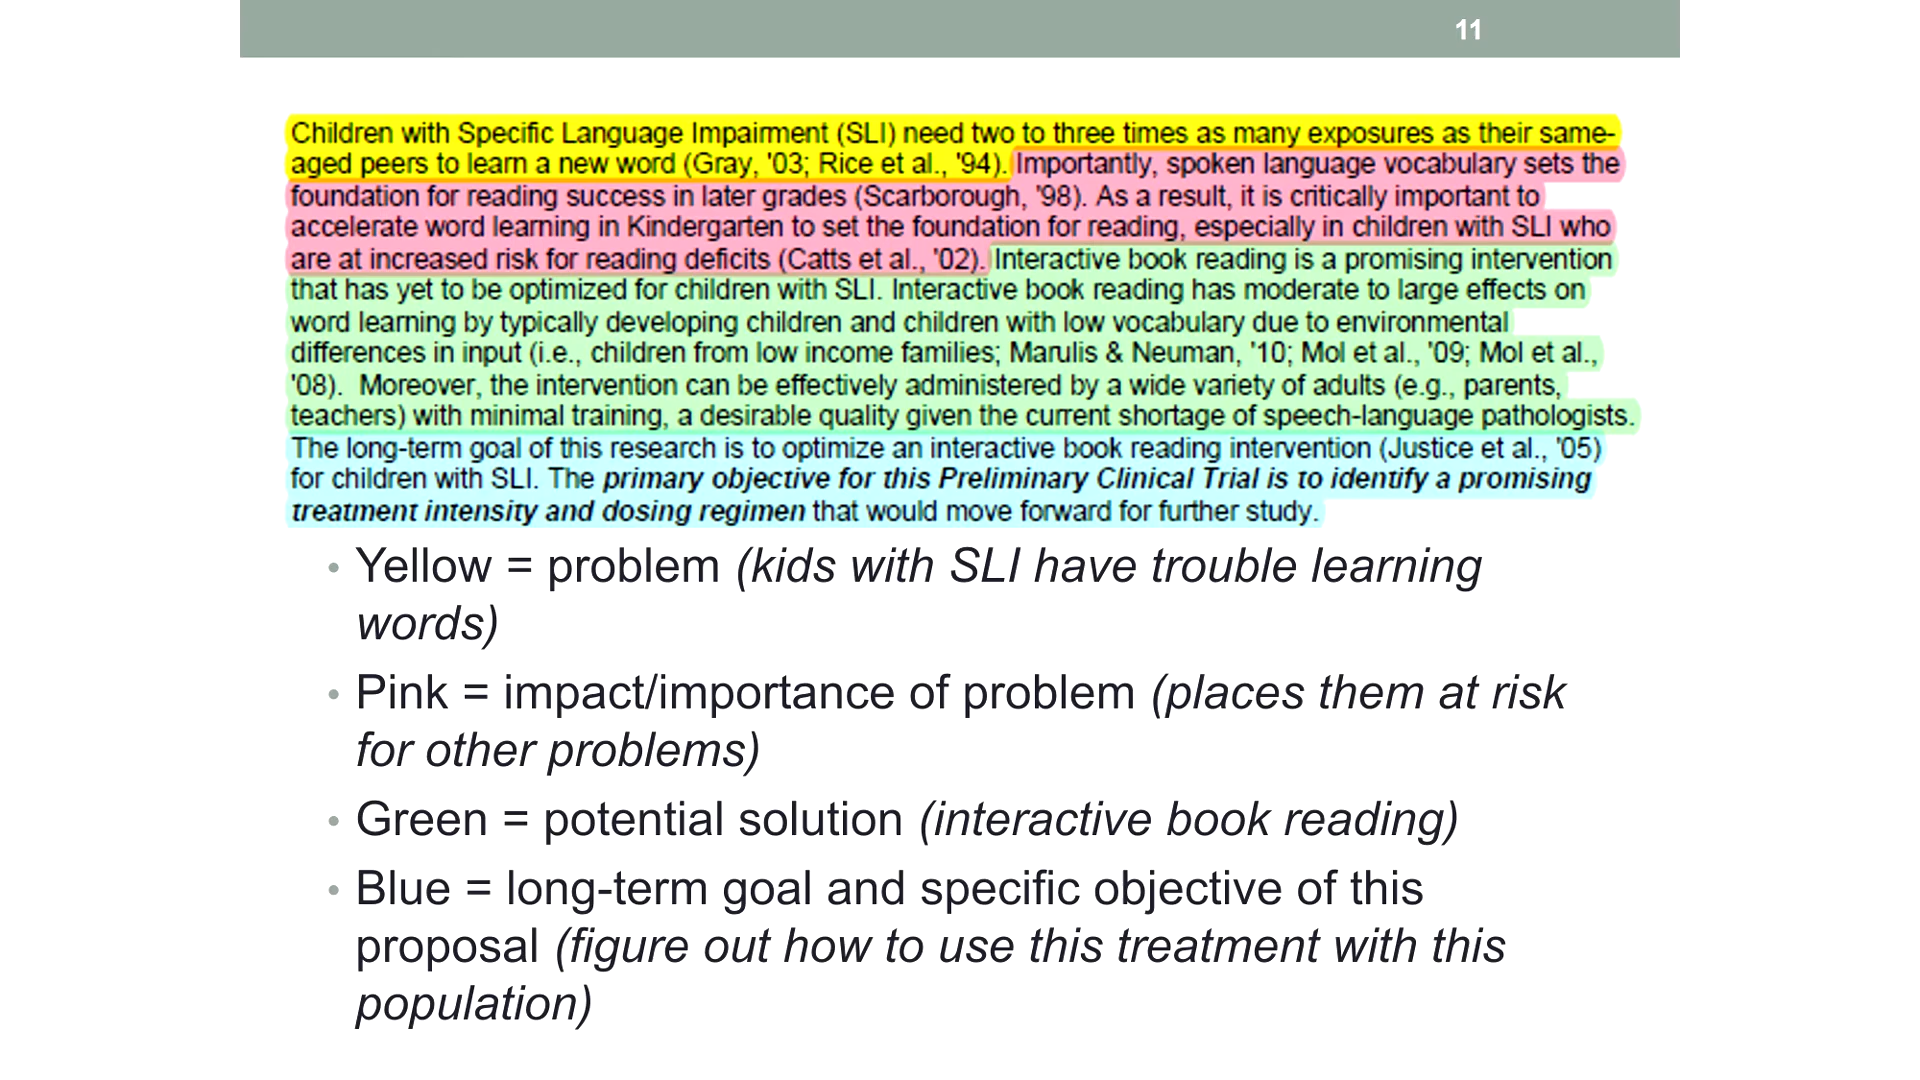 11
Children with Specific Language Impairment (SLI) need two to three times as many exposures as their same-
aged peers to learn a new word (Gray, '03; Rice et al., '94). Importantly, spoken language vocabulary sets the
foundation for reading success in later grades (Scarborough, '98). As a result, it is critically important to
accelerate word learning in Kindergarten to set the foundation for reading, especially in children with SLI who
are at increased risk for reading deficits (Catts et al., '02). Interactive book reading is a promising intervention
that has yet to be optimized for children with SLI. Interactive book reading has moderate to large effects on
word learning by typically developing children and children with low vocabulary due to environmental
differences in input (i.e., children from low income families; Marulis & Neuman, '10; Mol et al., '09; Mol et al.,
'08).  Moreover, the intervention can be effectively administered by a wide variety of adults (e.g., parents,
teachers) with minimal training, a desirable quality given the current shortage of speech-language pathologists.
The long-term goal of this research is to optimize an interactive book reading intervention (Justice et al., '05)
for children with SLI. The primary objective for this Preliminary Clinical Trial is to identify a promising
treatment intensity and dosing regimen that would move forward for further study.
• Yellow = problem (kids with SLI have trouble learning
words)
• Pink = impact/importance of problem (places them at risk
for other problems)
• Green = potential solution (interactive book reading)
• Blue = long-term goal and specific objective of this
proposal (figure out how to use this treatment with this
population)